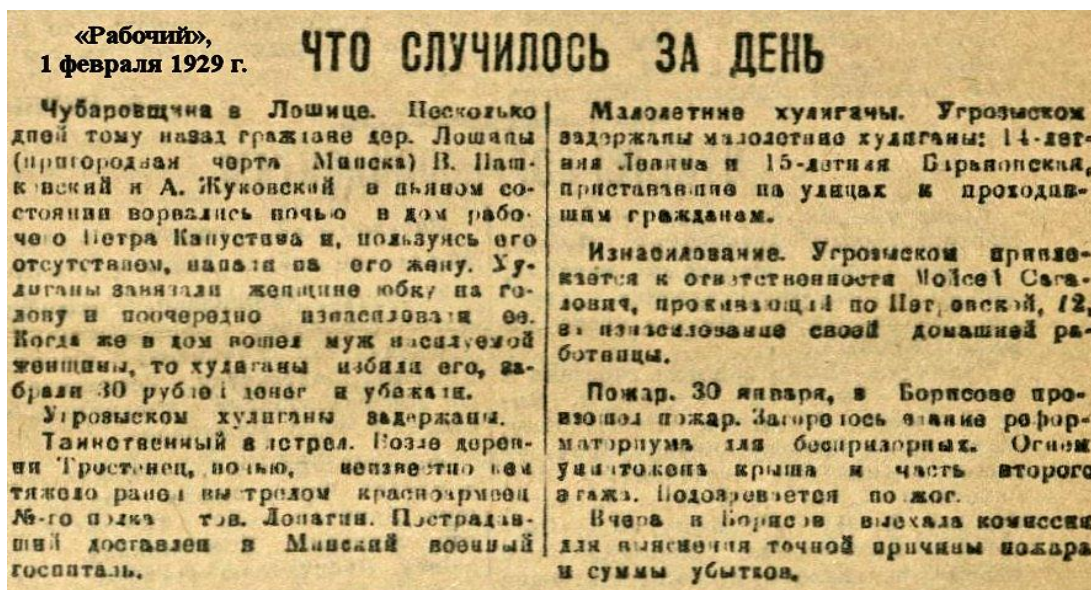 «Рабочий»,
1 февраля 1929 г.
ЧТО СЛУЧИЛОСЬ ЗА ДЕНЬ
Чубаровщина в Лошице. Несколько
дней тому назад граждане дер. Лошицы
(пригородная черта Минска) В. Паш-
ковский и А. Жуковский в пьяном со-
стоянии ворвались ночью в дом рабо-
чего Петра Капустина и, пользуясь его
отсутствием, напали на его жену. Ху-
лиганы завязали женщине юбку на го-
лову и поочередно изнасиловали ее.
Когда же в дом вошел муж насилуемой
женщины, то хулиганы избили его, за-
брали 30 рублей денег и убежали.
Угрозыском хулиганы задержаны.
Таинственный выстрел. Возле дерев-
ни Тростенец, ночью, неизвестно кем
тяжело ранен выстрелом красноармеец
№-го полка тов. Лопатин. Пострадав-
ший доставлен в Минский военный
госпиталь.
Малолетние хулиганы. Угрозыском
задержаны малолетние хулиганы: 14-лет-
няя Левина и 15-летняя Барановская,
пристававшие на улицах к проходив-
шим гражданам.
Изнасилование. Угрозыском привле-
кается к ответственности Мойсей Сага-
лович, проживающий по Петровской, 12,
за изнасилование своей домашней ра
ботницы.
Пожар. 30 января, в Борисове про-
изошел пожар. Загорелось здание рефор-
маториума для беспризорных. Огнем
уничтожена крыша и часть второго
этажа. Подозревается поджог.
Вчера в Борисов выехала комиссия
для выяснения точной причины пожара
и суммы убытков.